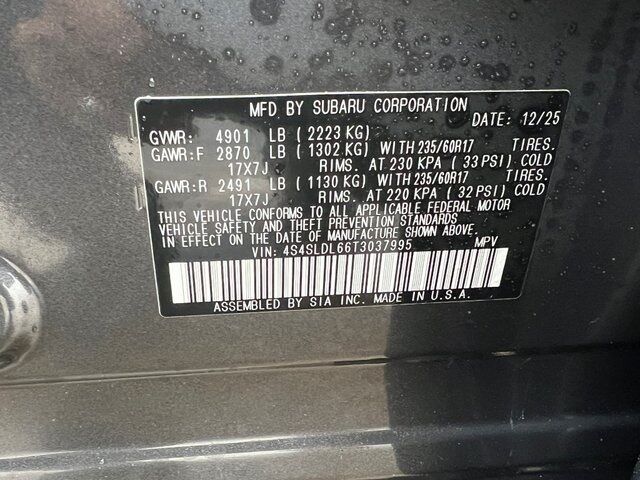 MFD BY SUBARU CORPORATION
DATE: 12/25
GVWR: 4901 LB ( 2223 KG)
GAWR:F 2870 LB ( 1302 KG) WITH 235/60R17 TIRES.
17X7J RIMS. AT 230 KPA ( 33 PSI) COLD
GAWR:R 2491 LB ( 1130 KG) WITH 235/60R17 TIRES.
17X7J RIMS. AT 220 KPA ( 32 PSI) COLD
THIS VEHICLE CONFORMS TO ALL APPLICABLE FEDERAL MOTOR
VEHICLE SAFETY AND THEFT PREVENTION STANDARDS
IN EFFECT ON THE DATE OF MANUFACTURE SHOWN ABOVE.
VIN: 4S4SLDL66T3037995 MPV
ASSEMBLED BY SIA INC. MADE IN U.S.A.